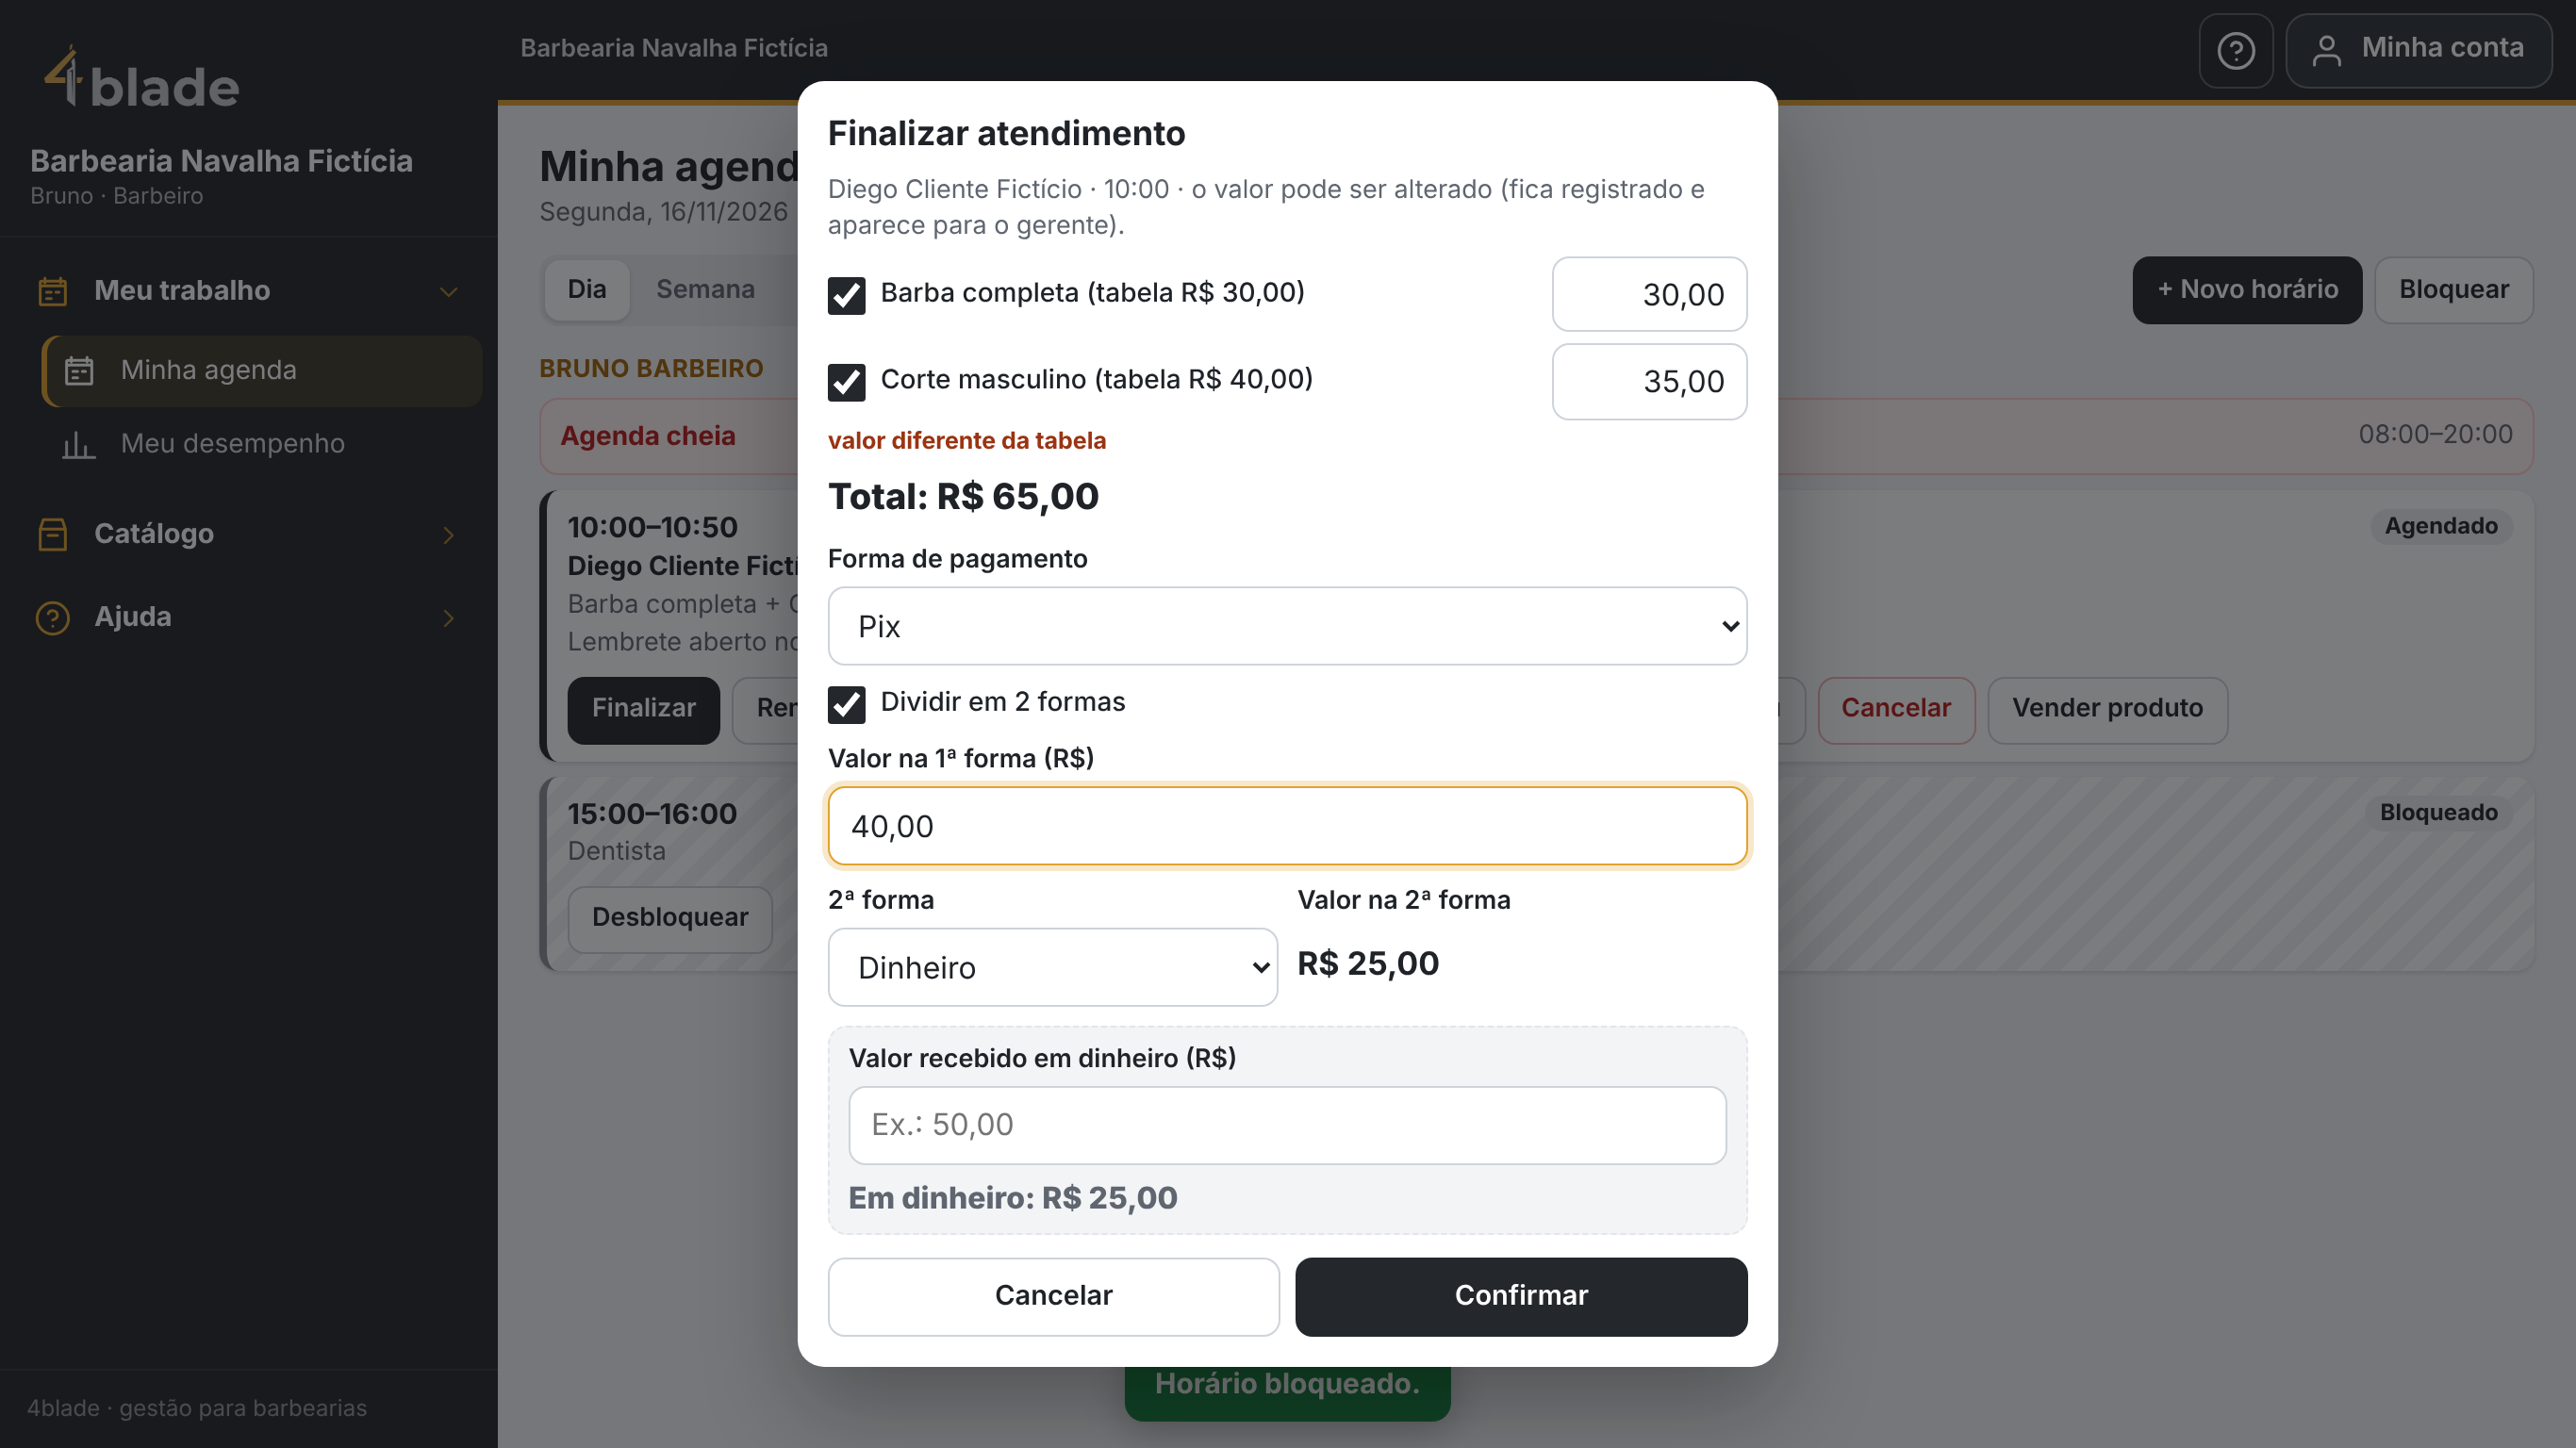 4blade
Barbearia Navalha Fictícia
Bruno · Barbeiro
Meu trabalho
Minha agenda
Meu desempenho
Catálogo
Ajuda
4blade · gestão para barbearias
Barbearia Navalha Fictícia
Minha conta
Minha agend
Segunda, 16/11/2026
Dia
Semana
+ Novo horário
Bloquear
BRUNO BARBEIRO
Agenda cheia
08:00–20:00
10:00–10:50
Agendado
Diego Cliente Fictí
Barba completa +
Lembrete aberto no
Finalizar
Cancelar
Vender produto
15:00–16:00
Bloqueado
Dentista
Desbloquear
Finalizar atendimento
Diego Cliente Fictício · 10:00 · o valor pode ser alterado (fica registrado e
aparece para o gerente).
Barba completa (tabela R$ 30,00)
30,00
Corte masculino (tabela R$ 40,00)
35,00
valor diferente da tabela
Total: R$ 65,00
Forma de pagamento
Pix
Dividir em 2 formas
Valor na 1ª forma (R$)
40,00
2ª forma
Valor na 2ª forma
Dinheiro
R$ 25,00
Valor recebido em dinheiro (R$)
Ex.: 50,00
Em dinheiro: R$ 25,00
Cancelar
Confirmar
Horário bloqueado.